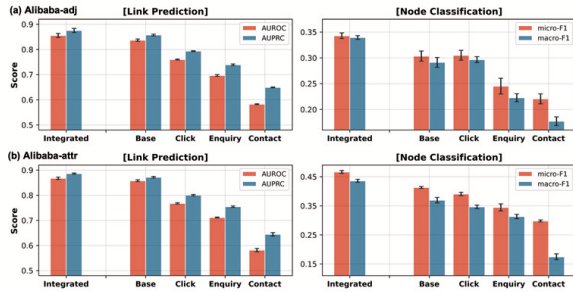 (a) Alibaba-adj
[Link Prediction]
[Node Classification]
AUROC
AUPRC
micro-F1
macro-F1
Score
0.9
0.8
0.7
0.6
0.5
0.35
0.30
0.25
0.20
Integrated Base Click Enquiry Contact
Integrated Base Click Enquiry Contact
(b) Alibaba-attr
[Link Prediction]
[Node Classification]
AUROC
AUPRC
micro-F1
macro-F1
Score
0.9
0.8
0.7
0.6
0.5
0.45
0.35
0.25
0.15
Integrated Base Click Enquiry Contact
Integrated Base Click Enquiry Contact